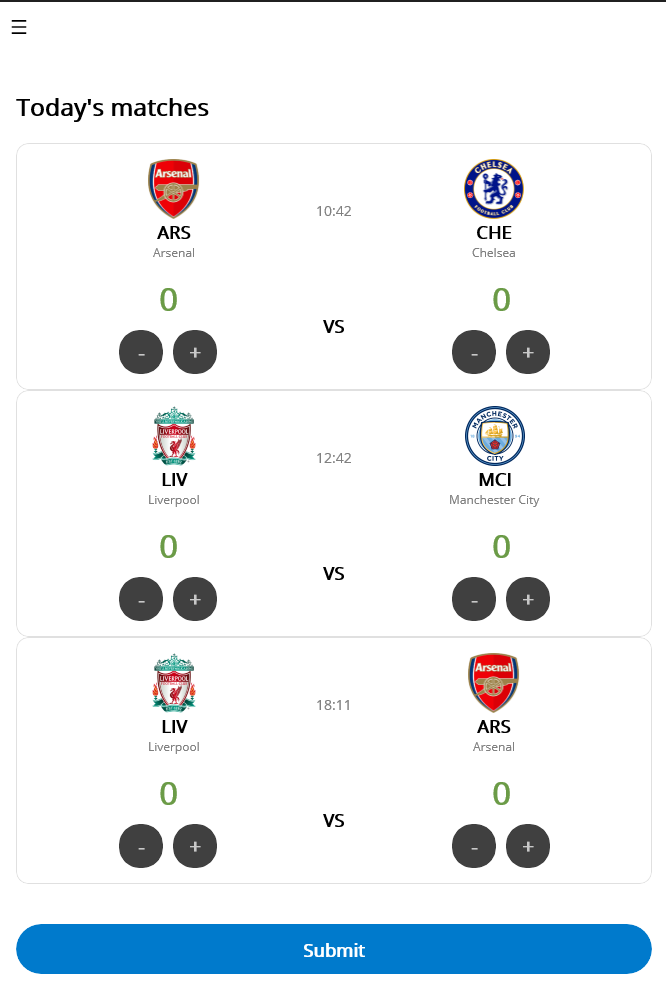 ☰
Today's matches
Arsenal
CHELSEA
FOOTBALL CLUB
10:42
ARS
CHE
Arsenal
Chelsea
0
0
VS
- +
- +
LIVERPOOL
FOOTBALL CLUB
MANCHESTER
CITY
12:42
LIV
MCI
Liverpool
Manchester City
0
0
VS
- +
- +
LIVERPOOL
FOOTBALL CLUB
Arsenal
18:11
LIV
ARS
Liverpool
Arsenal
0
0
VS
- +
- +
Submit